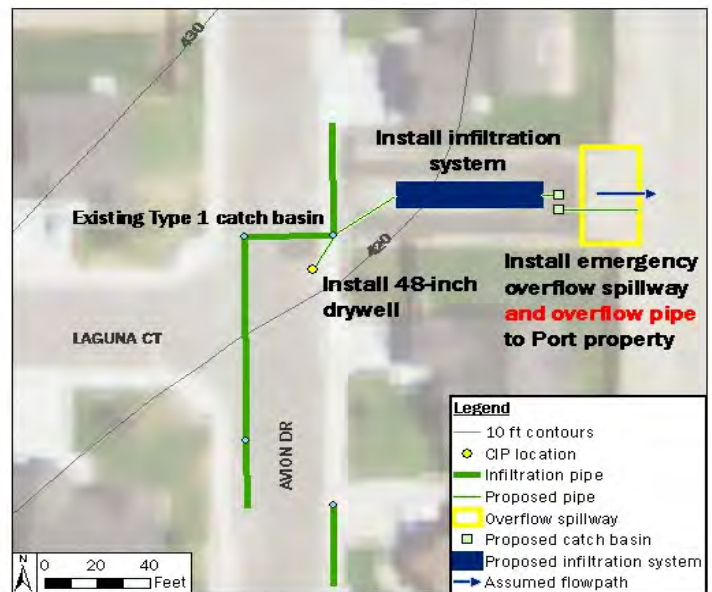 430
Install infiltration
system
Existing Type 1 catch basin
420
Install 48-inch
drywell
Install emergency
overflow spillway
and overflow pipe
to Port property
LAGUNA CT
AVION DR
Legend
10 ft contours
CIP location
Infiltration pipe
Proposed pipe
Overflow spillway
Proposed catch basin
Proposed infiltration system
Assumed flowpath
N
0 20 40
Feet